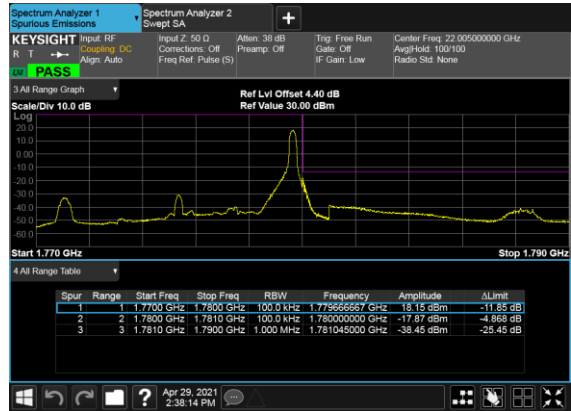 Spectrum Analyzer 1
Spurious Emissions
Spectrum Analyzer 2
Swept SA
KEYSIGHT
R T
LXI PASS
Input: RF
Coupling: DC
Align: Auto
Input Z: 50 Ω
Corrections: Off
Freq Ref: Pulse (S)
Atten: 38 dB
Preamp: Off
Trig: Free Run
Gate: Off
IF Gain: Low
Center Freq: 22.005000000 GHz
Avg|Hold: 100/100
Radio Std: None
3 All Range Graph
Scale/Div 10.0 dB
Ref Lvl Offset 4.40 dB
Ref Value 30.00 dBm
Log
20.0
10.0
0.00
-10.0
-20.0
-30.0
-40.0
-50.0
-60.0
Start 1.770 GHz
Stop 1.790 GHz
4 All Range Table
Spur Range Start Freq Stop Freq RBW Frequency Amplitude ΔLimit
1 1 1.7700 GHz 1.7800 GHz 100.0 kHz 1.779666667 GHz 18.15 dBm -11.85 dB
2 2 1.7800 GHz 1.7810 GHz 100.0 kHz 1.780000000 GHz -17.87 dBm -4.868 dB
3 3 1.7810 GHz 1.7900 GHz 1.000 MHz 1.781045000 GHz -38.45 dBm -25.45 dB
Apr 29, 2021
2:38:14 PM